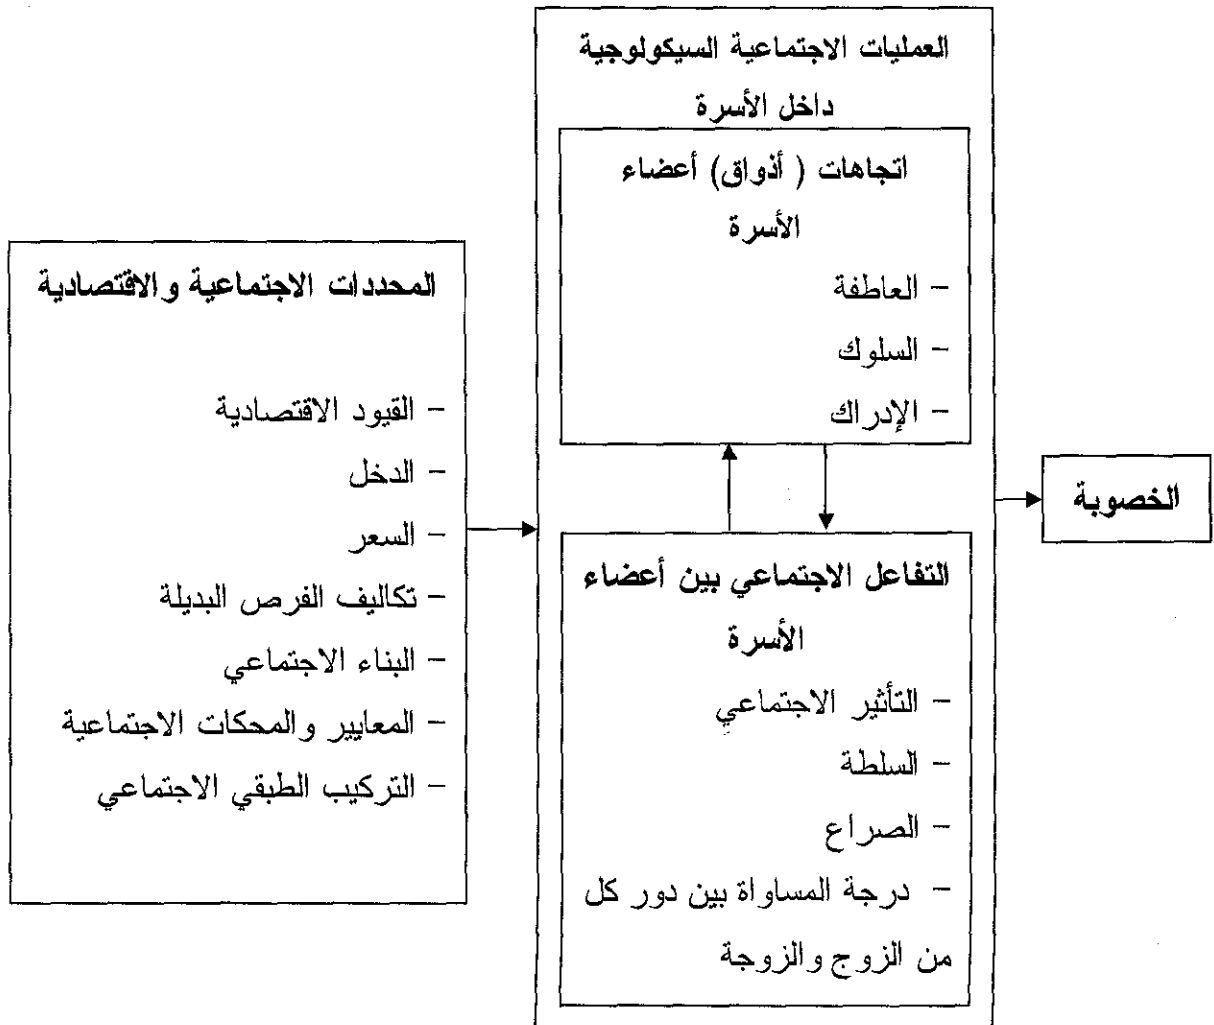 العمليات الاجتماعية السيكولوجية
داخل الأسرة
اتجاهات ( أذواق) أعضاء
الأسرة
- العاطفة
- السلوك
- الإدراك
المحددات الاجتماعية والاقتصادية
- القيود الاقتصادية
- الدخل
- السعر
- تكاليف الفرص البديلة
- البناء الاجتماعي
- المعايير والمحكات الاجتماعية
- التركيب الطبقي الاجتماعي
التفاعل الاجتماعي بين أعضاء
الأسرة
- التأثير الاجتماعي
- السلطة
- الصراع
- درجة المساواة بين دور كل
من الزوج والزوجة
الخصوبة